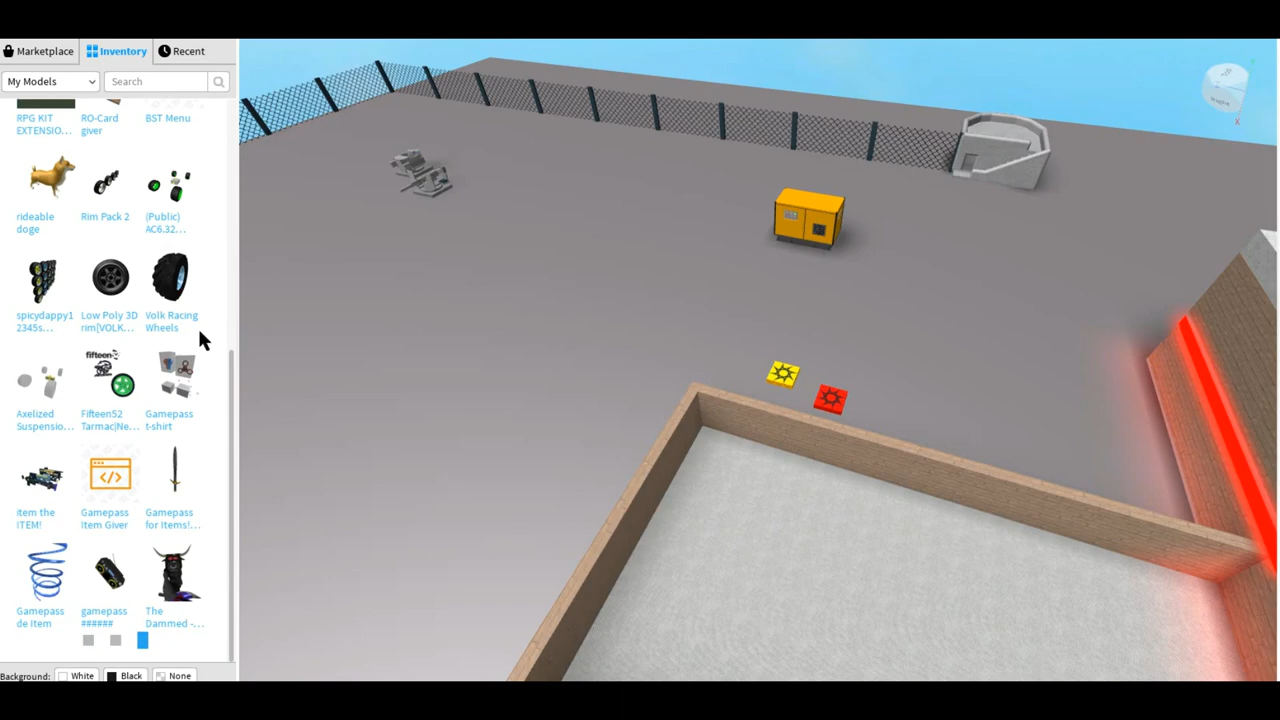 Marketplace Inventory Recent
My Models Search
RPG KIT EXTENSIO... RO-Card giver BST Menu
rideable doge Rim Pack 2 (Public) AC6.32...
spicydappy1 2345s... Low Poly 3D rim[VOLK... Volk Racing Wheels
fifteen
Axelized Suspensio... Fifteen52 Tarmac|Ne... Gamepass t-shirt
</>
item the ITEM! Gamepass Item Giver Gamepass for Items!...
Gamepass de Item gamepass ###### The Dammed -...
Background: White Black None
X